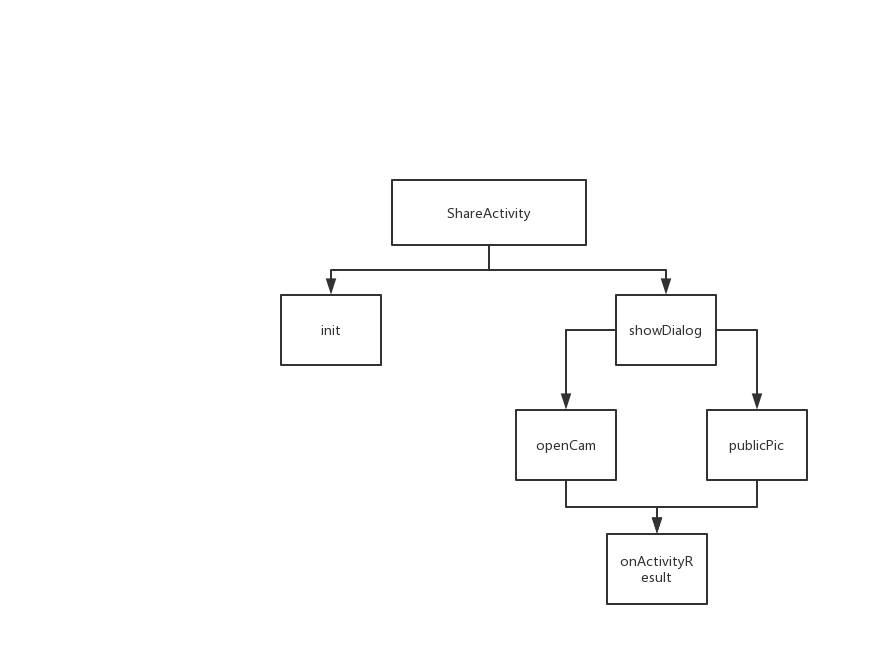 ShareActivity
init
showDialog
openCam
publicPic
onActivityR
esult